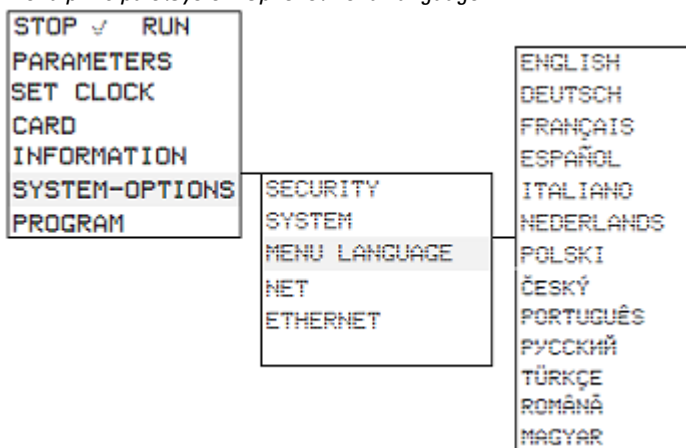 STOP √ RUN
PARAMETERS
SET CLOCK
CARD
INFORMATION
SYSTEM-OPTIONS
PROGRAM
SECURITY
SYSTEM
MENU LANGUAGE
NET
ETHERNET
ENGLISH
DEUTSCH
FRANÇAIS
ESPAÑOL
ITALIANO
NEDERLANDS
POLSKI
ČESKÝ
PORTUGUÊS
РУССКИЙ
TÜRKÇE
ROMÂNĂ
MAGYAR